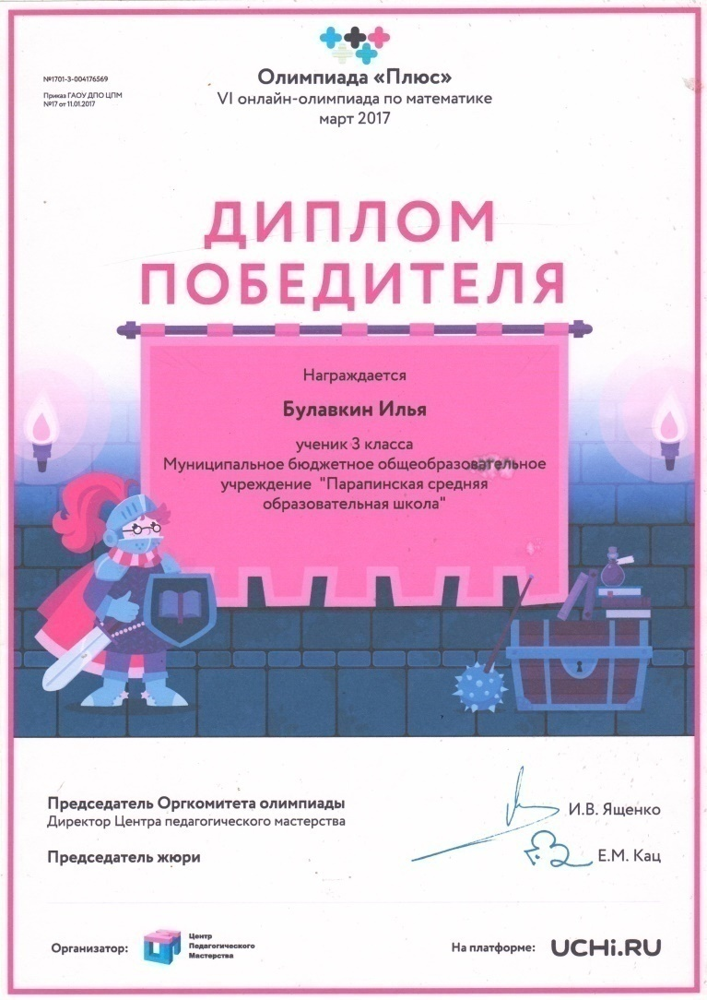 №1701-3-004176569
Приказ ГАОУ ДПО ЦПМ
№17 от 11.01.2017
Олимпиада «Плюс»
VI онлайн-олимпиада по математике
март 2017
ДИПЛОМ
ПОБЕДИТЕЛЯ
Награждается
Булавкин Илья
ученик 3 класса
Муниципальное бюджетное общеобразовательное
учреждение "Парапинская средняя
образовательная школа"
Председатель Оргкомитета олимпиады
Директор Центра педагогического мастерства
И.В. Ященко
Председатель жюри
Е.М. Кац
Организатор:
Центр
Педагогического
Мастерства
На платформе:
UCHi.RU